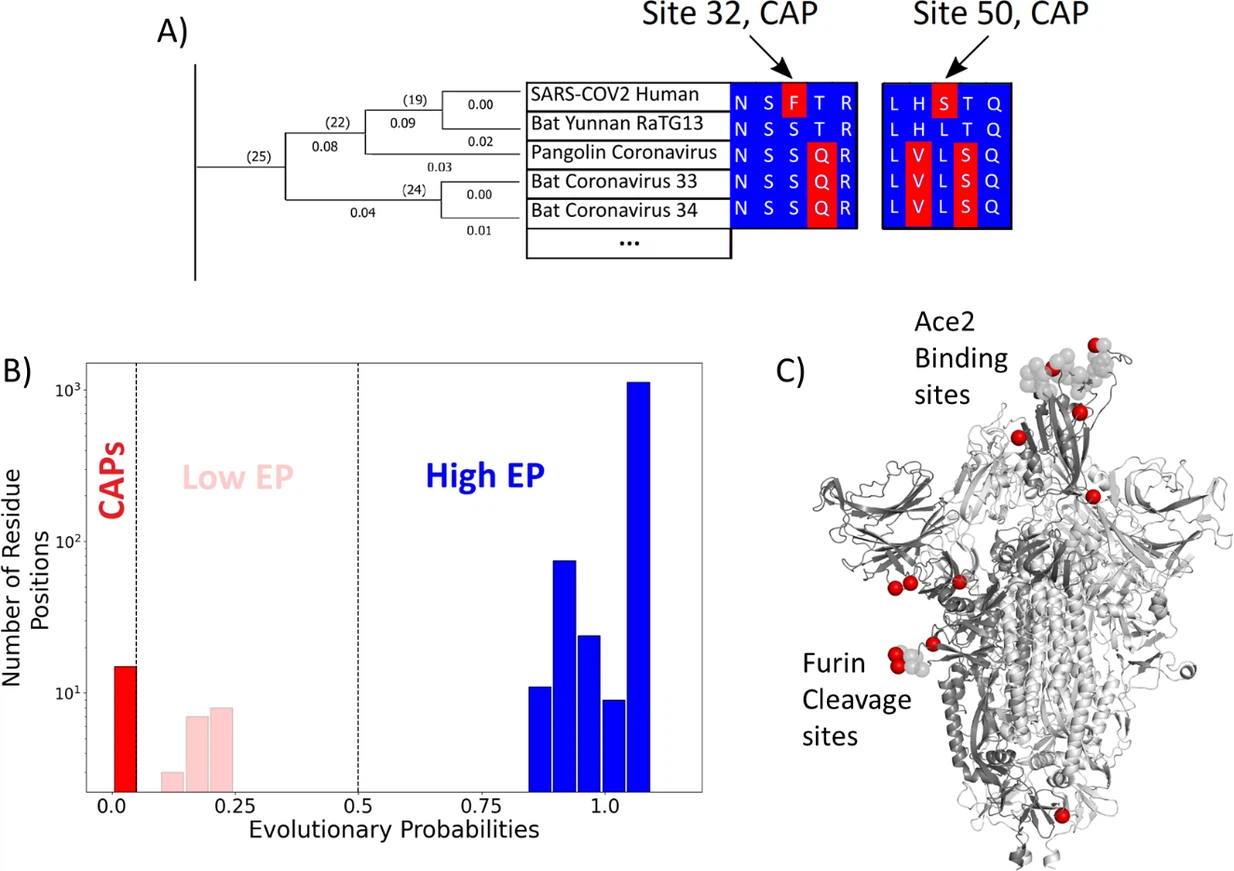 A)
Site 32, CAP
Site 50, CAP
(25)
(22)
(19)
0.00
0.09
0.08
0.02
0.03
(24)
0.00
0.04
0.01
SARS-COV2 Human
N S F T R
L H S T Q
Bat Yunnan RaTG13
N S S T R
L H L T Q
Pangolin Coronavirus
N S S Q R
L V L S Q
Bat Coronavirus 33
N S S Q R
L V L S Q
Bat Coronavirus 34
N S S Q R
L V L S Q
...
B)
Number of Residue
Positions
10³
10²
10¹
CAPs
Low EP
High EP
0.0
0.25
0.5
0.75
1.0
Evolutionary Probabilities
C)
Ace2
Binding
sites
Furin
Cleavage
sites